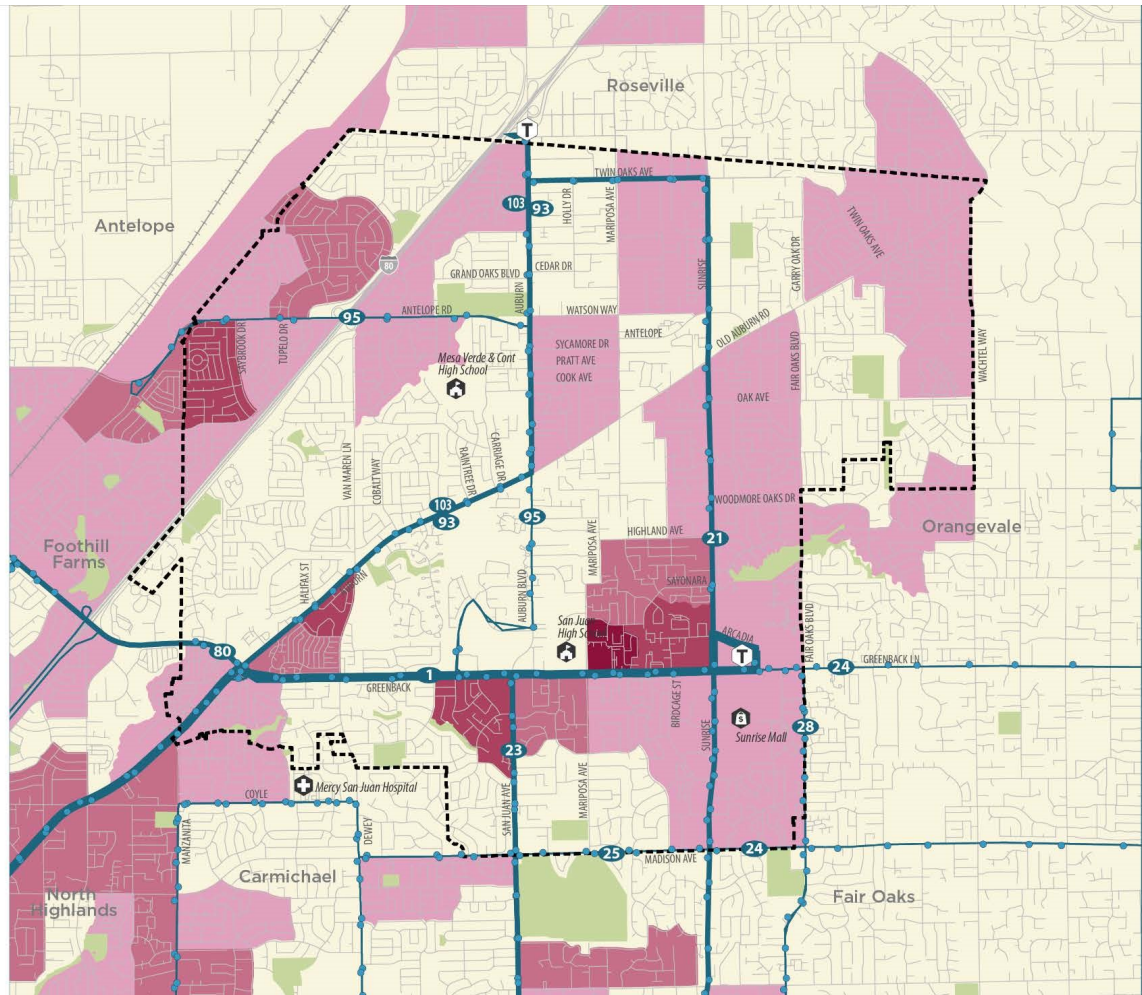 Roseville
T
TWIN OAKS AVE
103
93
HOLLY DR
MARIPOSA AVE
TWIN OAKS AVE
Antelope
GARRY OAK DR
SUNRISE
80
GRAND OAKS BLVD
CEDAR DR
AUBURN
ANTELOPE RD
95
WATSON WAY
SAYBROOK DR
TUPELO DR
ANTELOPE
OLD AUBURN RD
SYCAMORE DR
PRATT AVE
COOK AVE
FAIR OAKS BLVD
WACHTEL WAY
Mesa Verde & Cont
High School
OAK AVE
VAN MAREN LN
COBALT WAY
RAINTREE DR
CARRIAGE DR
103
93
95
WOODMORE OAKS DR
Orangevale
MARIPOSA AVE
HIGHLAND AVE
21
Foothill
Farms
HALIFAX ST
AUBURN
SAYONARA
AUBURN BLVD
San Juan
High School
ARCADIA
FAIR OAKS BLVD
T
80
1
24
GREENBACK LN
GREENBACK
BIRDCAGE ST
SUNRISE
S
Sunrise Mall
28
23
Mercy San Juan Hospital
MARIPOSA AVE
SAN JUAN AVE
COYLE
MANZANITA
DEWEY
25
MADISON AVE
24
Carmichael
North
Highlands
Fair Oaks